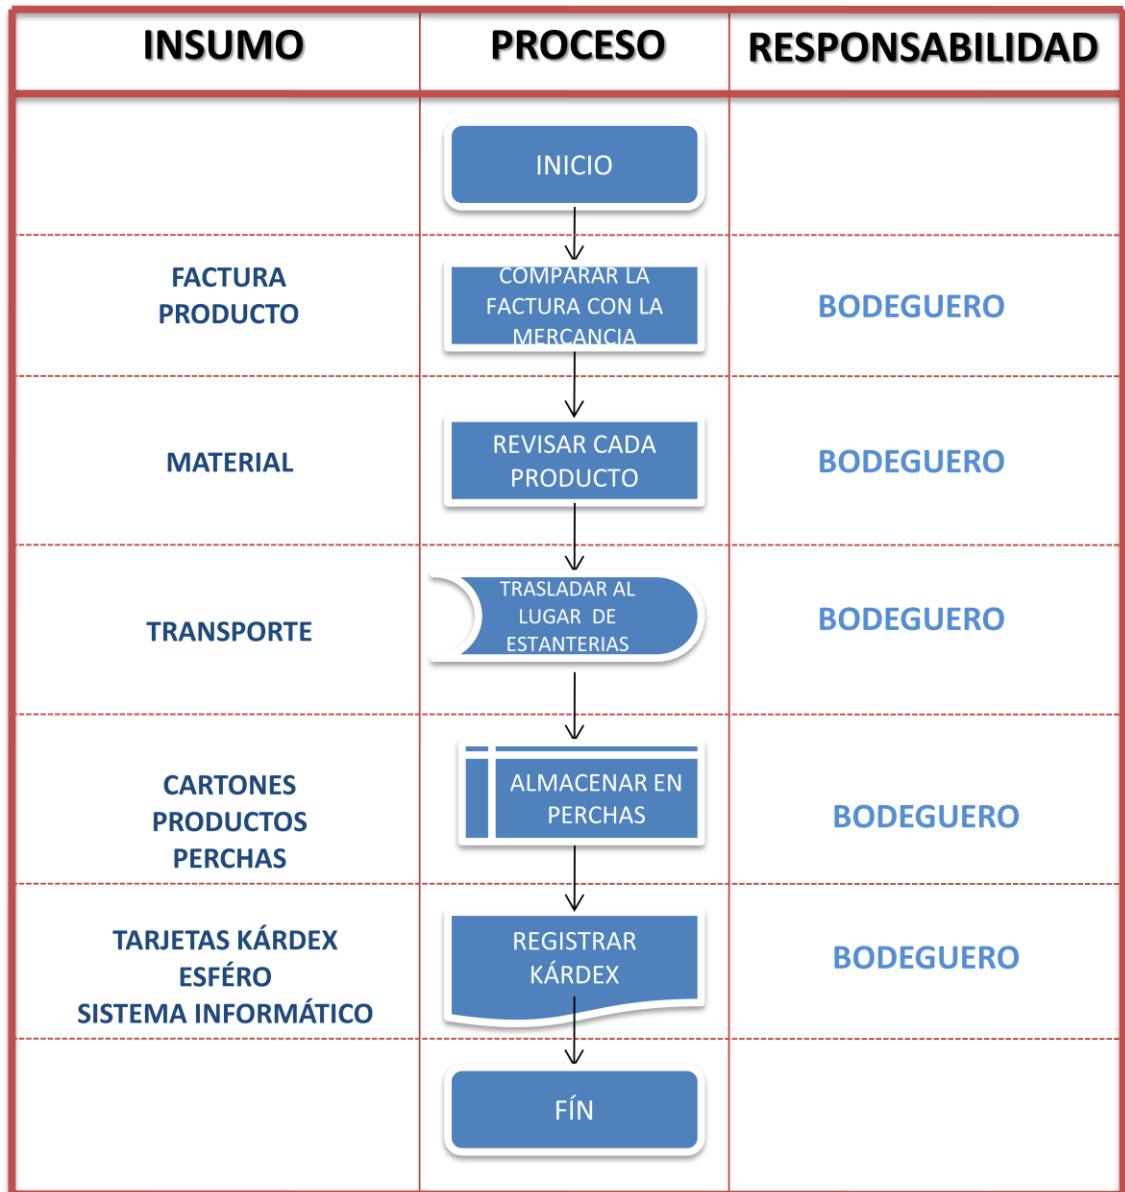 INSUMO
PROCESO
RESPONSABILIDAD
INICIO
FACTURA
PRODUCTO
COMPARAR LA
FACTURA CON LA
MERCANCIA
BODEGUERO
MATERIAL
REVISAR CADA
PRODUCTO
BODEGUERO
TRANSPORTE
TRASLADAR AL
LUGAR DE
ESTANTERIAS
BODEGUERO
CARTONES
PRODUCTOS
PERCHAS
ALMACENAR EN
PERCHAS
BODEGUERO
TARJETAS KÁRDEX
ESFÉRO
SISTEMA INFORMÁTICO
REGISTRAR
KÁRDEX
BODEGUERO
FÍN